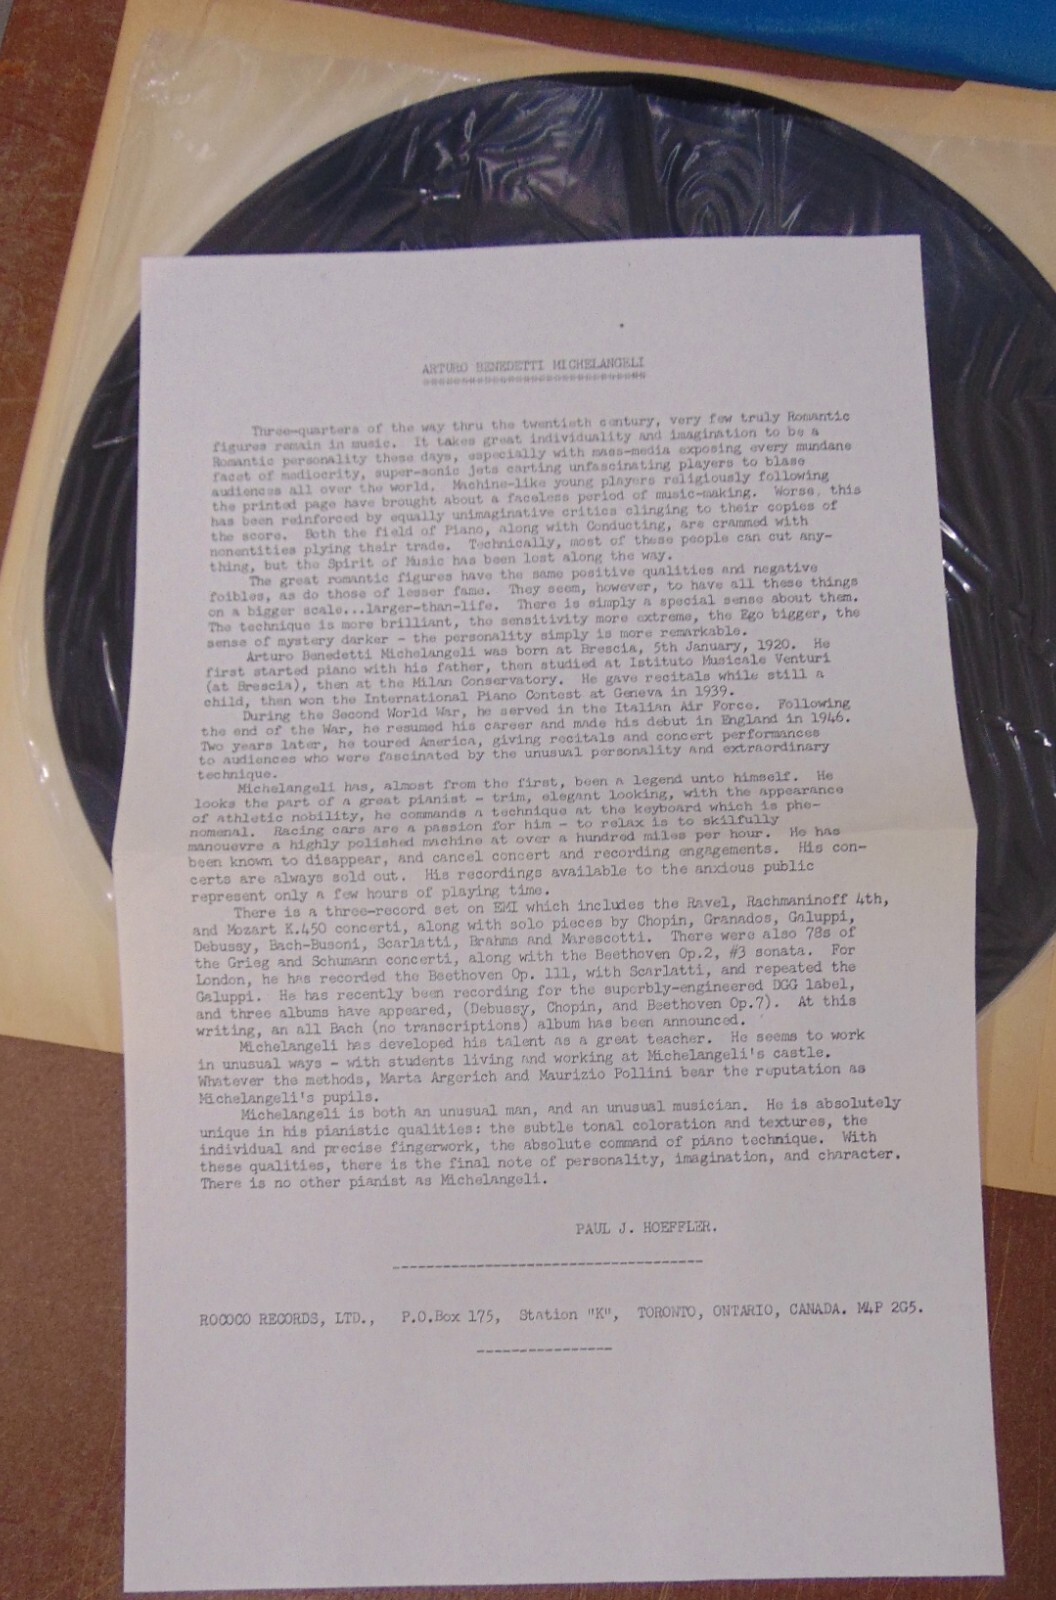 ARTURO BENEDETTI MICHELANGELI
Three-quarters of the way thru the twentieth century, very few truly Romantic
figures remain in music. It takes great individuality and imagination to be a
Romantic personality these days, especially with mass-media exposing every mundane
facet of mediocrity, super-sonic jets carting unfascinating players to blase
audiences all over the world. Machine-like young players religiously following
the printed page have brought about a faceless period of music-making. Worse, this
has been reinforced by equally unimaginative critics clinging to their copies of
the score. Both the field of Piano, along with Conducting, are crammed with
nonentities plying their trade. Technically, most of these people can cut any-
thing, but the Spirit of Music has been lost along the way.
The great romantic figures have the same positive qualities and negative
foibles, as do those of lesser fame. They seem, however, to have all these things
on a bigger scale...larger-than-life. There is simply a special sense about them.
The technique is more brilliant, the sensitivity more extreme, the Ego bigger, the
sense of mystery darker - the personality simply is more remarkable.
Arturo Benedetti Michelangeli was born at Brescia, 5th January, 1920. He
first started piano with his father, then studied at Istituto Musicale Venturi
(at Brescia), then at the Milan Conservatory. He gave recitals while still a
child, then won the International Piano Contest at Geneva in 1939.
During the Second World War, he served in the Italian Air Force. Following
the end of the War, he resumed his career and made his debut in England in 1946.
Two years later, he toured America, giving recitals and concert performances
to audiences who were fascinated by the unusual personality and extraordinary
technique.
Michelangeli has, almost from the first, been a legend unto himself. He
looks the part of a great pianist - trim, elegant looking, with the appearance
of athletic nobility, he commands a technique at the keyboard which is phe-
nomenal. Racing cars are a passion for him - to relax is to skilfully
manouevre a highly polished machine at over a hundred miles per hour. He has
been known to disappear, and cancel concert and recording engagements. His con-
certs are always sold out. His recordings available to the anxious public
represent only a few hours of playing time.
There is a three-record set on EMI which includes the Ravel, Rachmaninoff 4th,
and Mozart K.450 concerti, along with solo pieces by Chopin, Granados, Galuppi,
Debussy, Bach-Busoni, Scarlatti, Brahms and Marescotti. There were also 78s of
the Grieg and Schumann concerti, along with the Beethoven Op.2, #3 sonata. For
London, he has recorded the Beethoven Op. 111, with Scarlatti, and repeated the
Galuppi. He has recently been recording for the superbly-engineered DGG label,
and three albums have appeared, (Debussy, Chopin, and Beethoven Op.7). At this
writing, an all Bach (no transcriptions) album has been announced.
Michelangeli has developed his talent as a great teacher. He seems to work
in unusual ways - with students living and working at Michelangeli's castle.
Whatever the methods, Marta Argerich and Maurizio Pollini bear the reputation as
Michelangeli's pupils.
Michelangeli is both an unusual man, and an unusual musician. He is absolutely
unique in his pianistic qualities: the subtle tonal coloration and textures, the
individual and precise fingerwork, the absolute command of piano technique. With
these qualities, there is the final note of personality, imagination, and character.
There is no other pianist as Michelangeli.
PAUL J. HOEFFLER.
ROCOCO RECORDS, LTD., P.O.Box 175, Station "K", TORONTO, ONTARIO, CANADA. M4P 2G5.